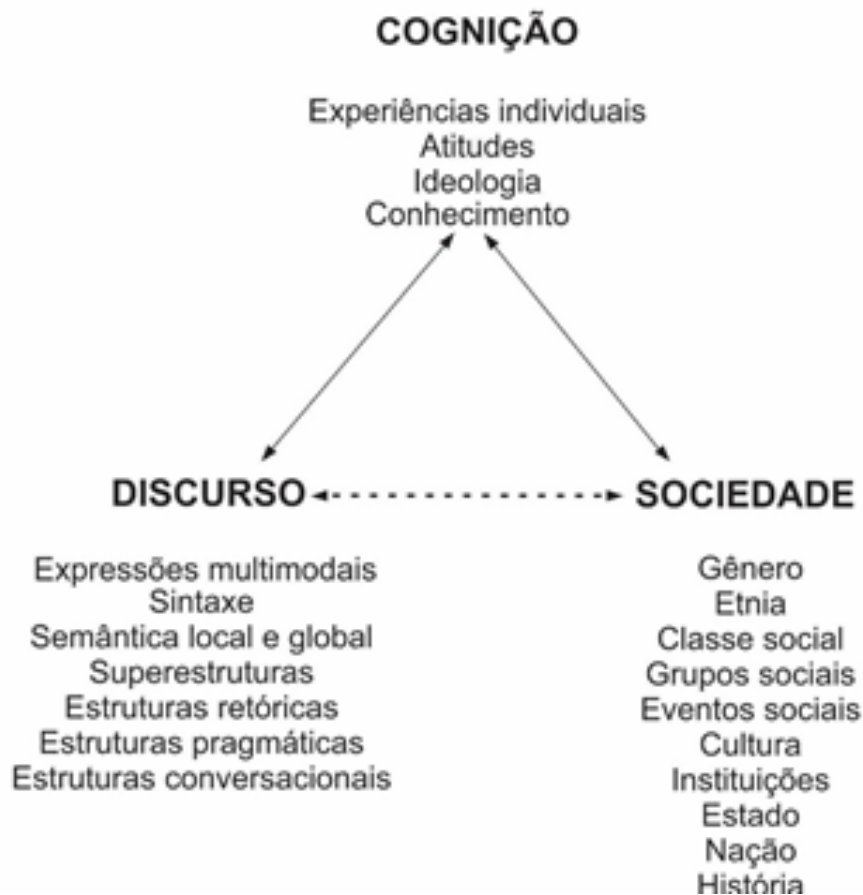 COGNIÇÃO
Experiências individuais
Atitudes
Ideologia
Conhecimento
DISCURSO
SOCIEDADE
Expressões multimodais
Sintaxe
Semântica local e global
Superestruturas
Estruturas retóricas
Estruturas pragmáticas
Estruturas conversacionais
Gênero
Etnia
Classe social
Grupos sociais
Eventos sociais
Cultura
Instituições
Estado
Nação
História